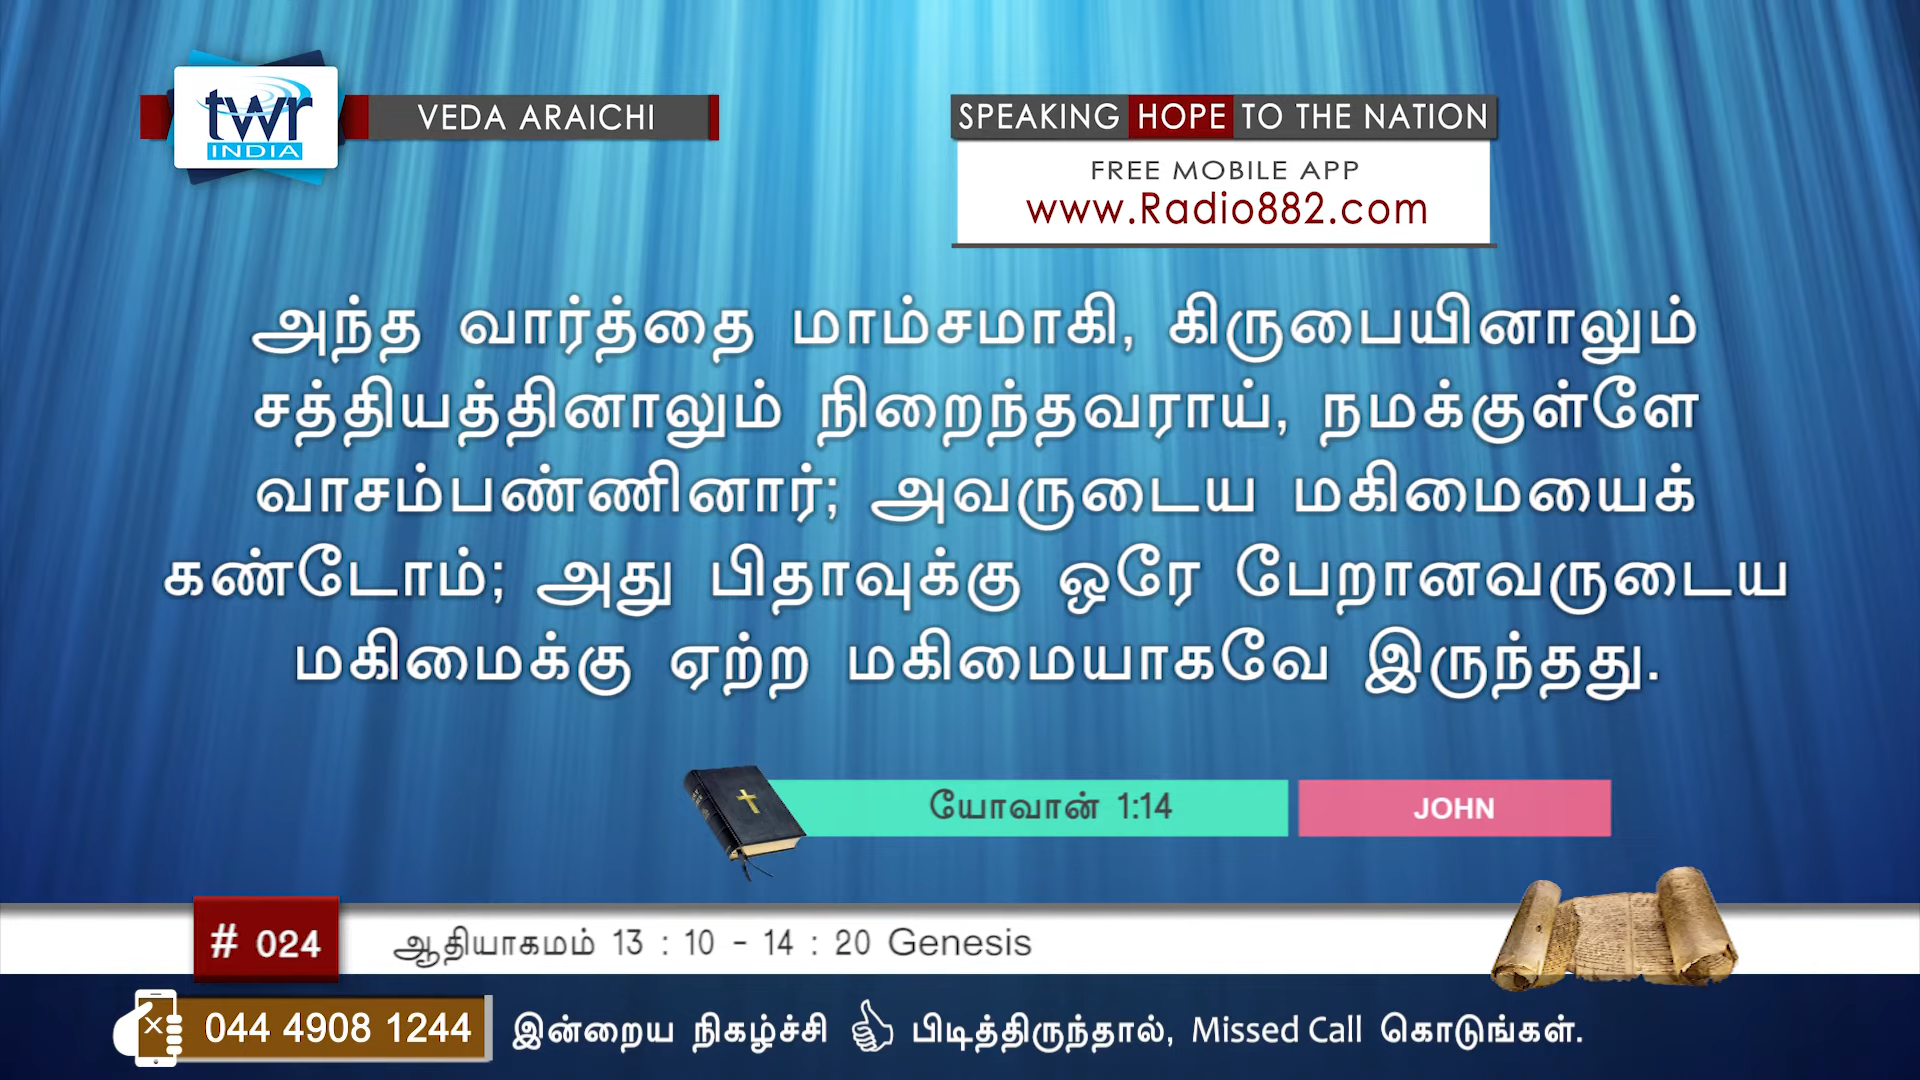 twr
INDIA
VEDA ARAICHI
SPEAKING HOPE TO THE NATION
FREE MOBILE APP
www.Radio882.com
அந்த வார்த்தை மாம்சமாகி, கிருபையினாலும்
சத்தியத்தினாலும் நிறைந்தவராய், நமக்குள்ளே
வாசம்பண்ணினார்; அவருடைய மகிமையைக்
கண்டோம்; அது பிதாவுக்கு ஒரே பேறானவருடைய
மகிமைக்கு ஏற்ற மகிமையாகவே இருந்தது.
யோவான் 1:14
JOHN
# 024
ஆதியாகமம் 13 : 10 - 14 : 20 Genesis
044 4908 1244
இன்றைய நிகழ்ச்சி பிடித்திருந்தால், Missed Call கொடுங்கள்.